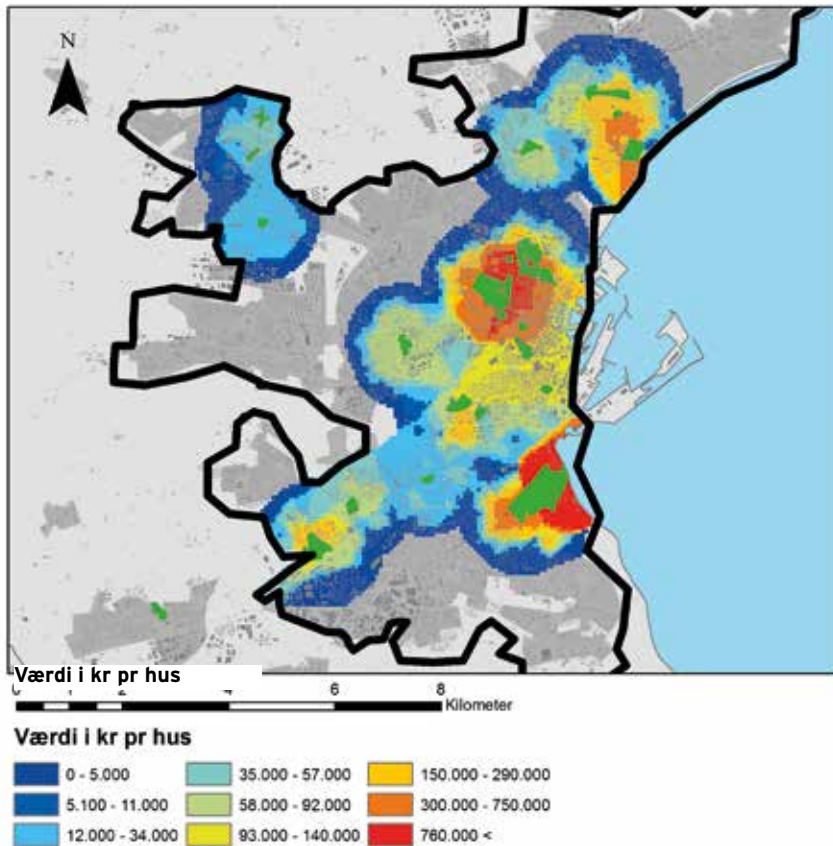 N
Værdi i kr pr hus
0 2 4 6 8
Kilometer
Værdi i kr pr hus
0 - 5.000
5.100 - 11.000
12.000 - 34.000
35.000 - 57.000
58.000 - 92.000
93.000 - 140.000
150.000 - 290.000
300.000 - 750.000
760.000 <